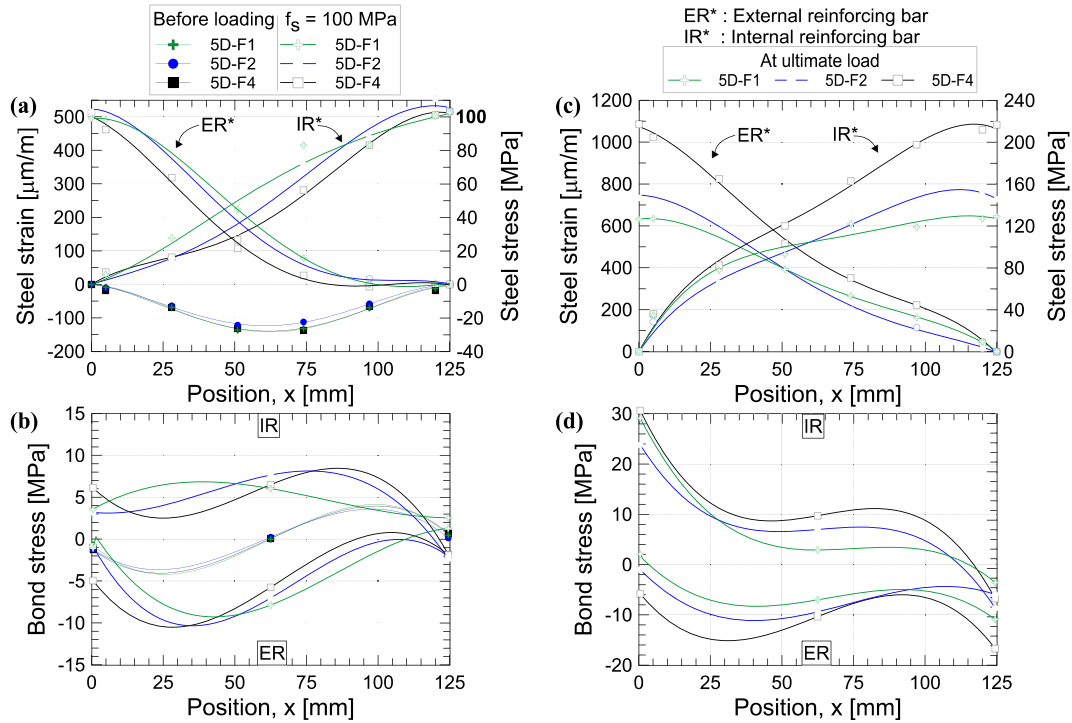 Before loading f_s = 100 MPa
5D-F1 5D-F1
5D-F2 5D-F2
5D-F4 5D-F4
ER* : External reinforcing bar
IR* : Internal reinforcing bar
At ultimate load
5D-F1 5D-F2 5D-F4
(a)
500
400
300
200
100
0
-100
-200
Steel strain [μm/m]
ER*
IR*
100
80
60
40
20
0
-20
-40
Steel stress [MPa]
0 25 50 75 100 125
Position, x [mm]
(c)
1200
1000
800
600
400
200
0
Steel strain [μm/m]
ER*
IR*
240
200
160
120
80
40
0
Steel stress [MPa]
0 25 50 75 100 125
Position, x [mm]
(b)
15
10
5
0
-5
-10
-15
Bond stress [MPa]
IR
ER
0 25 50 75 100 125
Position, x [mm]
(d)
30
20
10
0
-10
-20
Bond stress [MPa]
IR
ER
0 25 50 75 100 125
Position, x [mm]